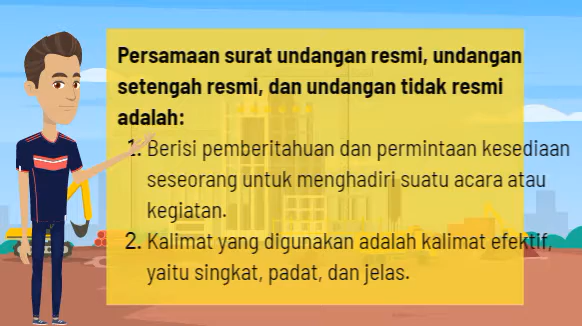 Persamaan surat undangan resmi, undangan
setengah resmi, dan undangan tidak resmi
adalah:
1. Berisi pemberitahuan dan permintaan kesediaan
seseorang untuk menghadiri suatu acara atau
kegiatan.
2. Kalimat yang digunakan adalah kalimat efektif,
yaitu singkat, padat, dan jelas.